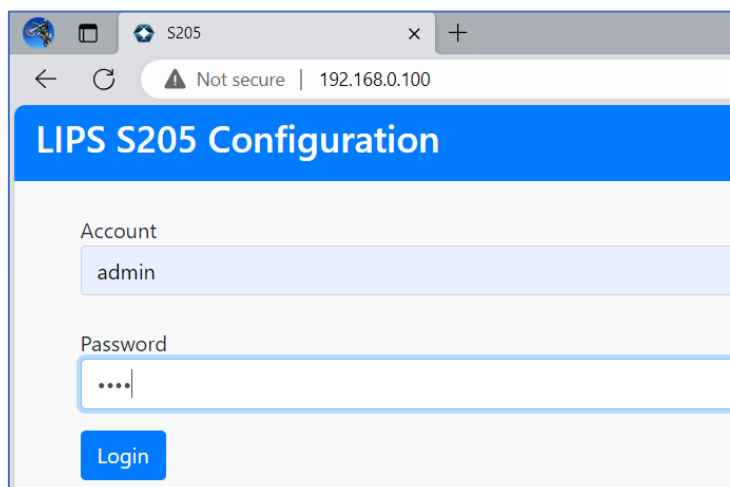 S205
Not secure | 192.168.0.100
LIPS S205 Configuration
Account
admin
Password
••••
Login